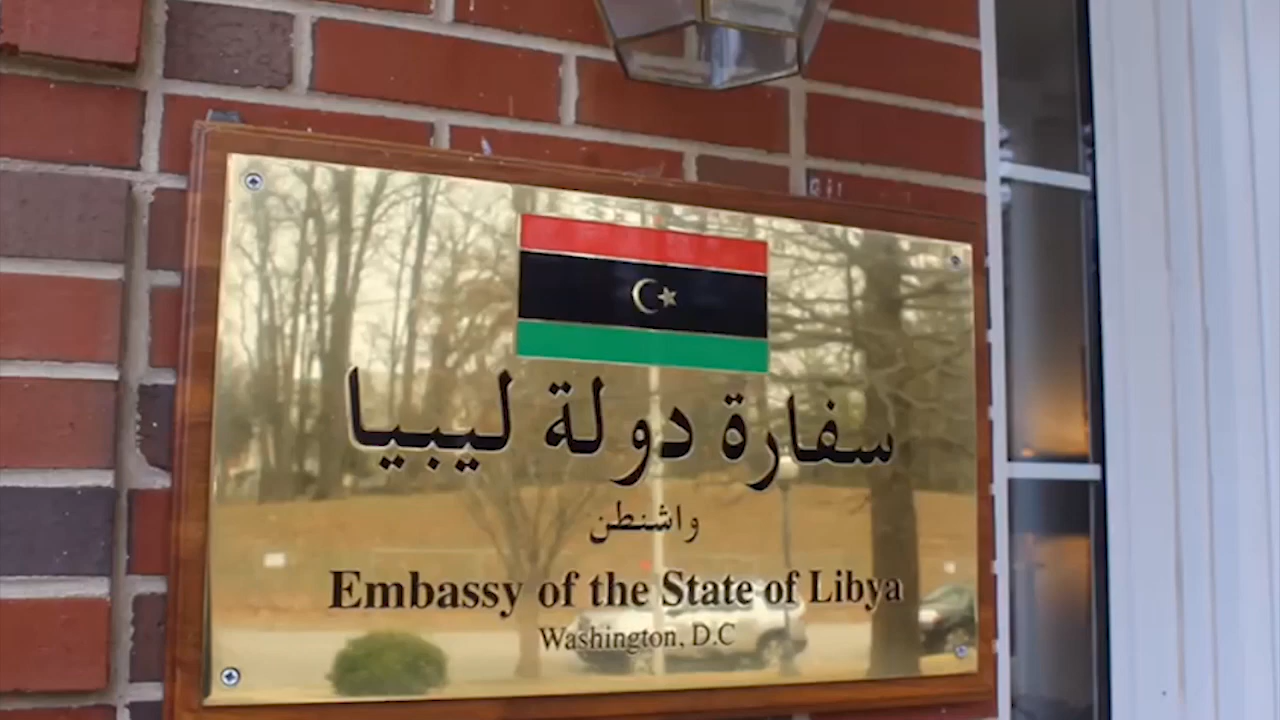 سفارة دولة ليبيا
واشنطن
Embassy of the State of Libya
Washington, D.C